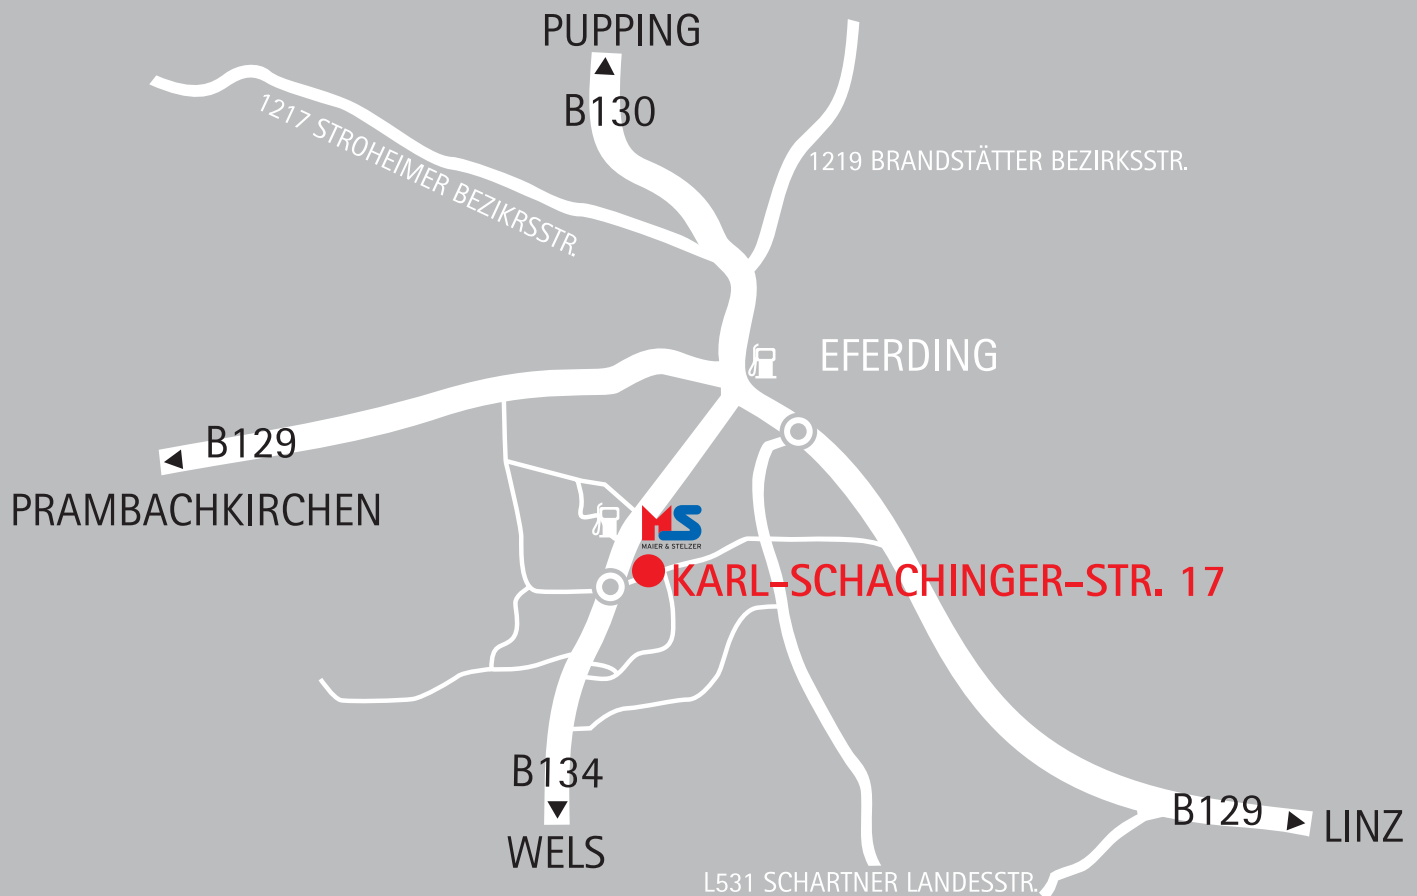 PUPPING
B130
1217 STROHEIMER BEZIKRSSTR.
1219 BRANDSTÄTTER BEZIRKSSTR.
EFERDING
B129
PRAMBACHKIRCHEN
MS
MAIER & STELZER
KARL-SCHACHINGER-STR. 17
B134
WELS
B129
LINZ
L531 SCHARTNER LANDESSTR.